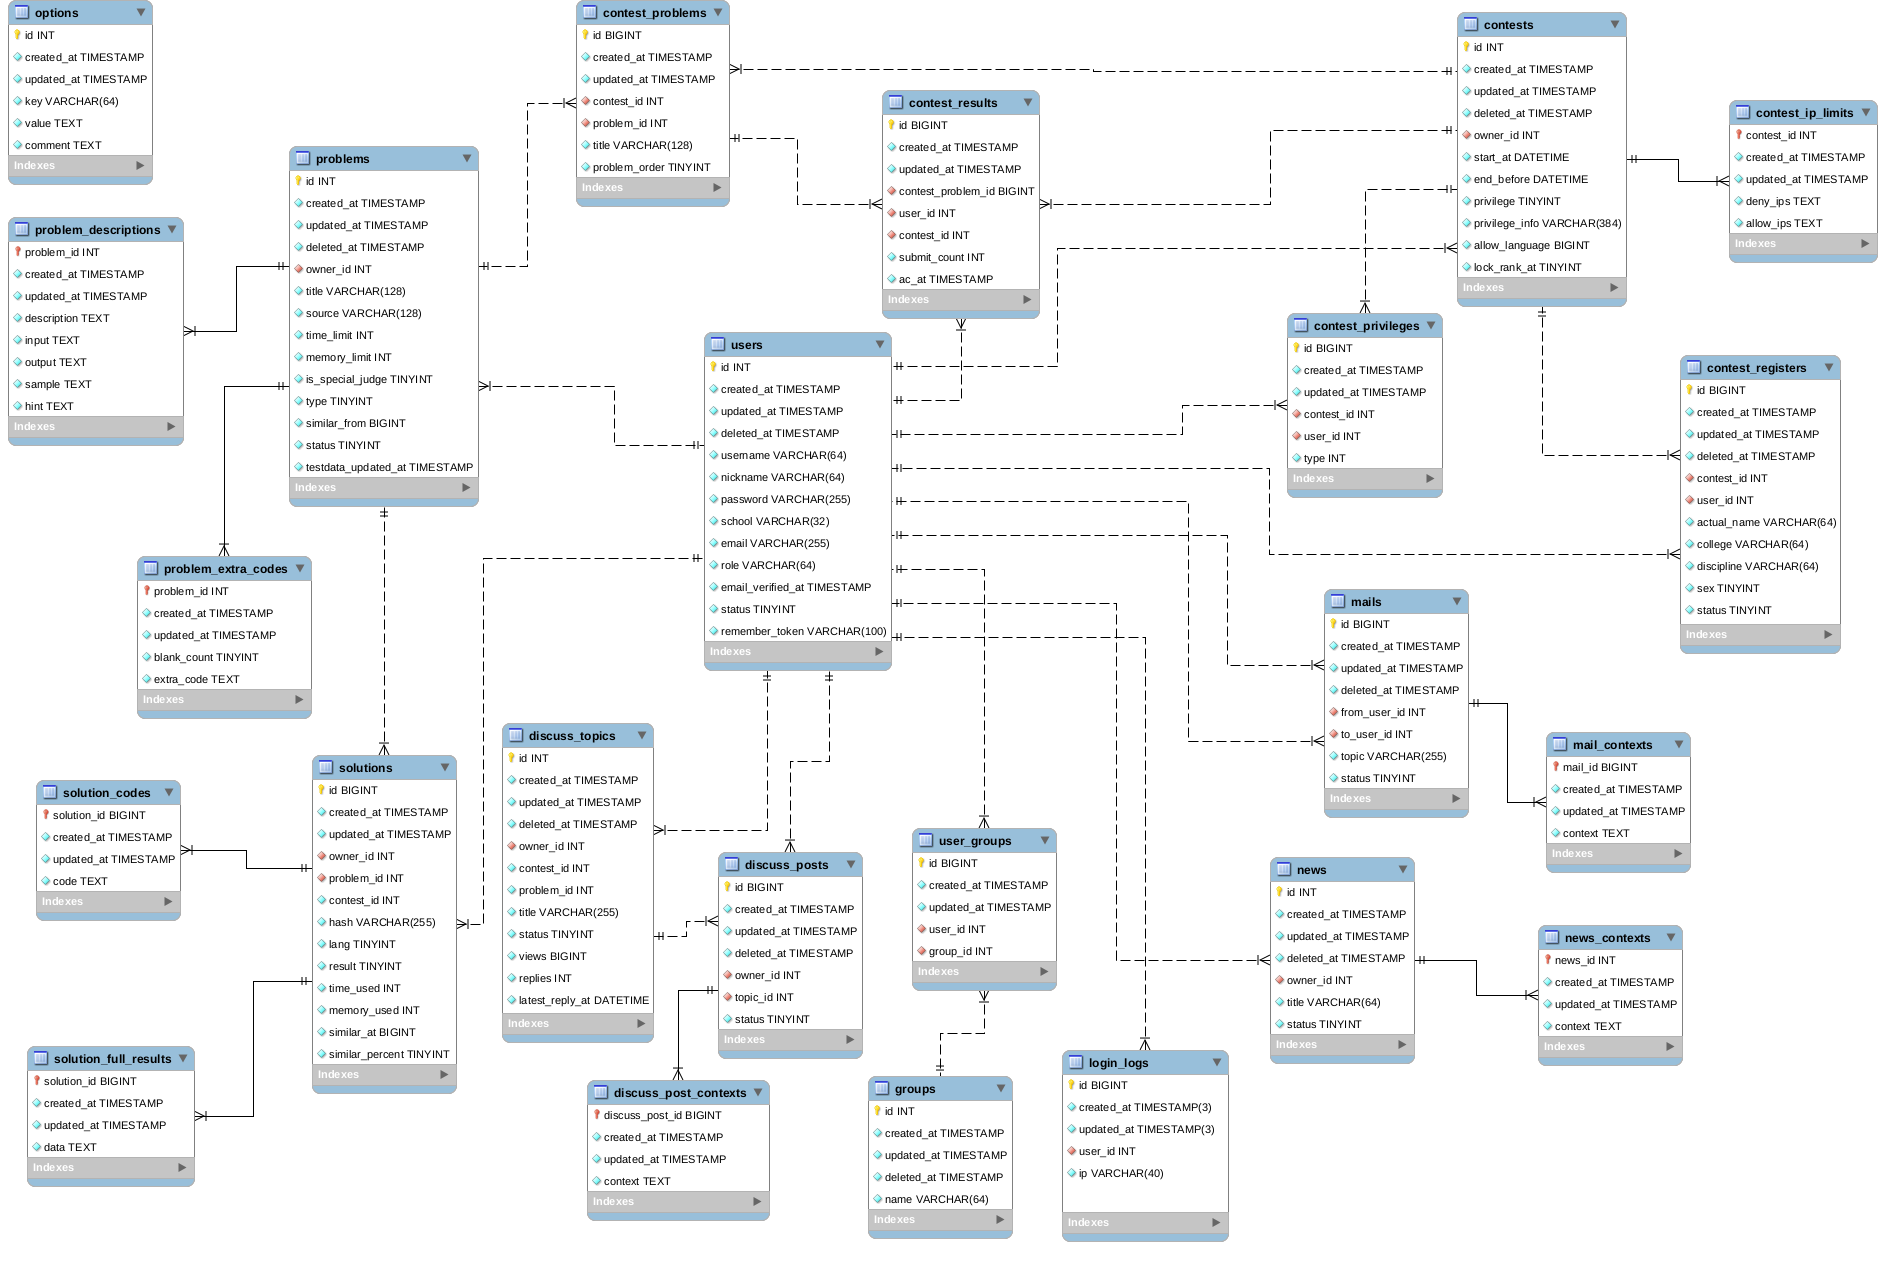 options
id INT
created_at TIMESTAMP
updated_at TIMESTAMP
key VARCHAR(64)
value TEXT
comment TEXT
Indexes
contest_problems
id BIGINT
created_at TIMESTAMP
updated_at TIMESTAMP
contest_id INT
problem_id INT
title VARCHAR(128)
problem_order TINYINT
Indexes
contests
id INT
created_at TIMESTAMP
updated_at TIMESTAMP
deleted_at TIMESTAMP
owner_id INT
start_at DATETIME
end_before DATETIME
privilege TINYINT
privilege_info VARCHAR(384)
allow_language BIGINT
lock_rank_at TINYINT
Indexes
contest_results
id BIGINT
created_at TIMESTAMP
updated_at TIMESTAMP
contest_problem_id BIGINT
user_id INT
contest_id INT
submit_count INT
ac_at TIMESTAMP
Indexes
contest_ip_limits
contest_id INT
created_at TIMESTAMP
updated_at TIMESTAMP
deny_ips TEXT
allow_ips TEXT
Indexes
problems
id INT
created_at TIMESTAMP
updated_at TIMESTAMP
deleted_at TIMESTAMP
owner_id INT
title VARCHAR(128)
source VARCHAR(128)
time_limit INT
memory_limit INT
is_special_judge TINYINT
type TINYINT
similar_from BIGINT
status TINYINT
testdata_updated_at TIMESTAMP
Indexes
problem_descriptions
problem_id INT
created_at TIMESTAMP
updated_at TIMESTAMP
description TEXT
input TEXT
output TEXT
sample TEXT
hint TEXT
Indexes
contest_privileges
id BIGINT
created_at TIMESTAMP
updated_at TIMESTAMP
contest_id INT
user_id INT
type INT
Indexes
users
id INT
created_at TIMESTAMP
updated_at TIMESTAMP
deleted_at TIMESTAMP
username VARCHAR(64)
nickname VARCHAR(64)
password VARCHAR(255)
school VARCHAR(32)
email VARCHAR(255)
role VARCHAR(64)
email_verified_at TIMESTAMP
status TINYINT
remember_token VARCHAR(100)
Indexes
contest_registers
id BIGINT
created_at TIMESTAMP
updated_at TIMESTAMP
deleted_at TIMESTAMP
contest_id INT
user_id INT
actual_name VARCHAR(64)
college VARCHAR(64)
discipline VARCHAR(64)
sex TINYINT
status TINYINT
Indexes
problem_extra_codes
problem_id INT
created_at TIMESTAMP
updated_at TIMESTAMP
blank_count TINYINT
extra_code TEXT
Indexes
mails
id BIGINT
created_at TIMESTAMP
updated_at TIMESTAMP
deleted_at TIMESTAMP
from_user_id INT
to_user_id INT
topic VARCHAR(255)
status TINYINT
Indexes
discuss_topics
id INT
created_at TIMESTAMP
updated_at TIMESTAMP
deleted_at TIMESTAMP
owner_id INT
contest_id INT
problem_id INT
title VARCHAR(255)
status TINYINT
views BIGINT
replies INT
latest_reply_at DATETIME
Indexes
mail_contexts
mail_id BIGINT
created_at TIMESTAMP
updated_at TIMESTAMP
context TEXT
Indexes
solutions
id BIGINT
created_at TIMESTAMP
updated_at TIMESTAMP
owner_id INT
problem_id INT
contest_id INT
hash VARCHAR(255)
lang TINYINT
result TINYINT
time_used INT
memory_used INT
similar_at BIGINT
similar_percent TINYINT
Indexes
solution_codes
solution_id BIGINT
created_at TIMESTAMP
updated_at TIMESTAMP
code TEXT
Indexes
user_groups
id BIGINT
created_at TIMESTAMP
updated_at TIMESTAMP
user_id INT
group_id INT
Indexes
discuss_posts
id BIGINT
created_at TIMESTAMP
updated_at TIMESTAMP
deleted_at TIMESTAMP
owner_id INT
topic_id INT
status TINYINT
Indexes
news
id INT
created_at TIMESTAMP
updated_at TIMESTAMP
deleted_at TIMESTAMP
owner_id INT
title VARCHAR(64)
status TINYINT
Indexes
news_contexts
news_id INT
created_at TIMESTAMP
updated_at TIMESTAMP
context TEXT
Indexes
solution_full_results
solution_id BIGINT
created_at TIMESTAMP
updated_at TIMESTAMP
data TEXT
Indexes
discuss_post_contexts
discuss_post_id BIGINT
created_at TIMESTAMP
updated_at TIMESTAMP
context TEXT
Indexes
groups
id INT
created_at TIMESTAMP
updated_at TIMESTAMP
deleted_at TIMESTAMP
name VARCHAR(64)
Indexes
login_logs
id BIGINT
created_at TIMESTAMP(3)
updated_at TIMESTAMP(3)
user_id INT
ip VARCHAR(40)
Indexes